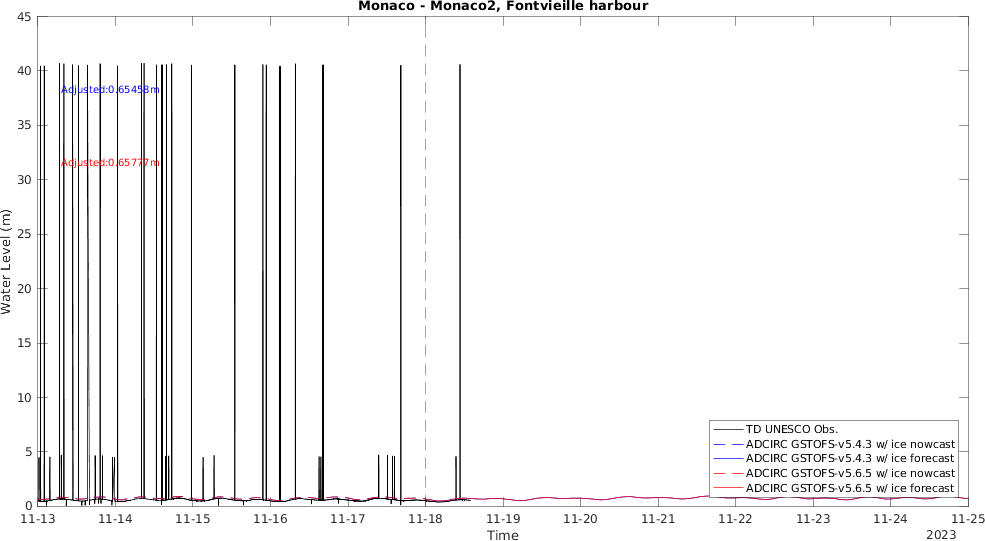 Monaco - Monaco2, Fontvieille harbour
45
40
35
30
25
20
15
10
5
0
Water Level (m)
Adjusted:0.65458m
Adjusted:0.65777m
TD UNESCO Obs.
ADCIRC GSTOFS-v5.4.3 w/ ice nowcast
ADCIRC GSTOFS-v5.4.3 w/ ice forecast
ADCIRC GSTOFS-v5.6.5 w/ ice nowcast
ADCIRC GSTOFS-v5.6.5 w/ ice forecast
11-13 11-14 11-15 11-16 11-17 11-18 11-19 11-20 11-21 11-22 11-23 11-24 11-25
Time
2023